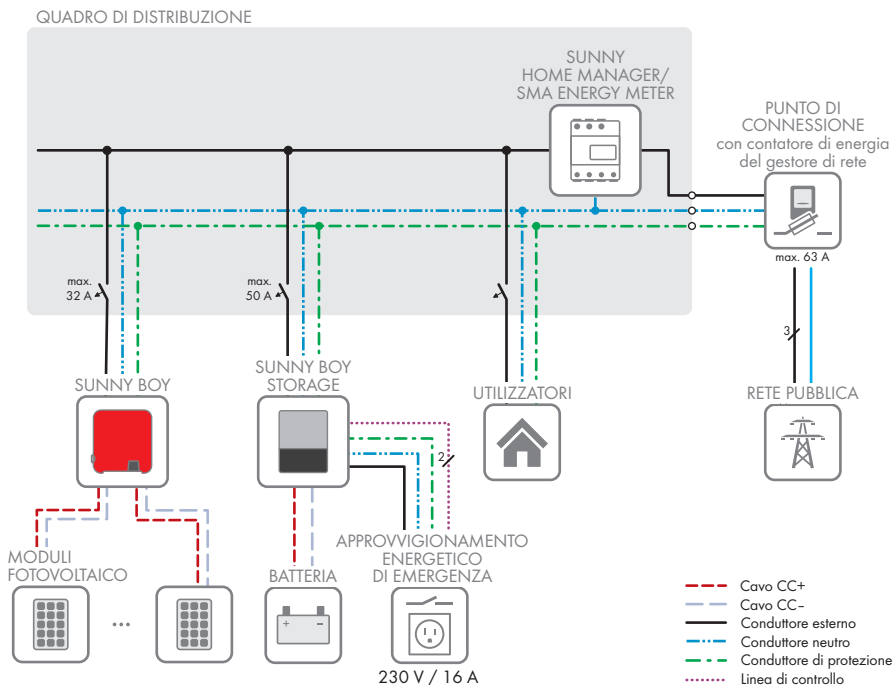 QUADRO DI DISTRIBUZIONE
SUNNY
HOME MANAGER/
SMA ENERGY METER
PUNTO DI
CONNESSIONE
con contatore di energia
del gestore di rete
max. 63 A
max.
32 A
max.
50 A
3
SUNNY BOY
SUNNY BOY
STORAGE
UTILIZZATORI
RETE PUBBLICA
2
MODULI
FOTOVOLTAICO
...
BATTERIA
+ −
APPROVVIGIONAMENTO
ENERGETICO
DI EMERGENZA
230 V / 16 A
Cavo CC+
Cavo CC−
Conduttore esterno
Conduttore neutro
Conduttore di protezione
Linea di controllo